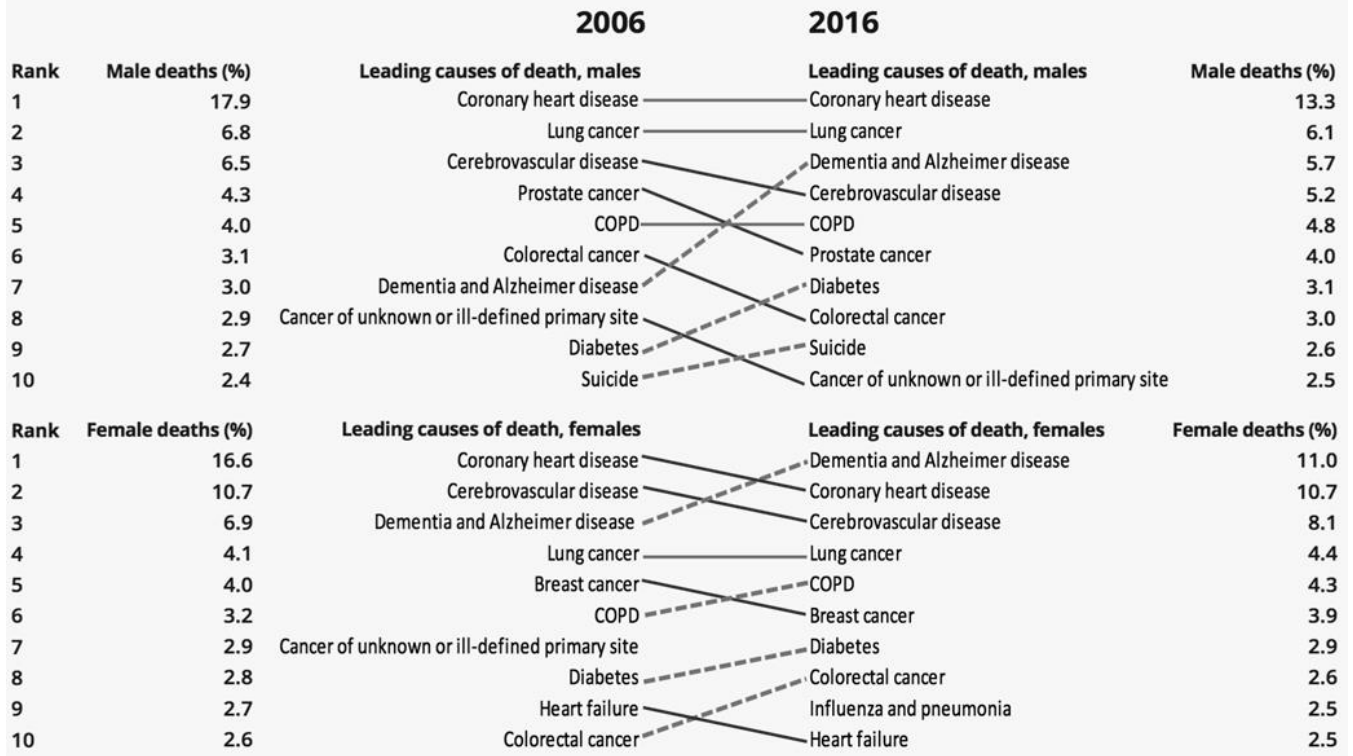 2006 2016
Rank Male deaths (%) Leading causes of death, males Leading causes of death, males Male deaths (%)
1 17.9 Coronary heart disease Coronary heart disease 13.3
2 6.8 Lung cancer Lung cancer 6.1
3 6.5 Cerebrovascular disease Dementia and Alzheimer disease 5.7
4 4.3 Prostate cancer Cerebrovascular disease 5.2
5 4.0 COPD COPD 4.8
6 3.1 Colorectal cancer Prostate cancer 4.0
7 3.0 Dementia and Alzheimer disease Diabetes 3.1
8 2.9 Cancer of unknown or ill-defined primary site Colorectal cancer 3.0
9 2.7 Diabetes Suicide 2.6
10 2.4 Suicide Cancer of unknown or ill-defined primary site 2.5
Rank Female deaths (%) Leading causes of death, females Leading causes of death, females Female deaths (%)
1 16.6 Coronary heart disease Dementia and Alzheimer disease 11.0
2 10.7 Cerebrovascular disease Coronary heart disease 10.7
3 6.9 Dementia and Alzheimer disease Cerebrovascular disease 8.1
4 4.1 Lung cancer Lung cancer 4.4
5 4.0 Breast cancer COPD 4.3
6 3.2 COPD Breast cancer 3.9
7 2.9 Cancer of unknown or ill-defined primary site Diabetes 2.9
8 2.8 Diabetes Colorectal cancer 2.6
9 2.7 Heart failure Influenza and pneumonia 2.5
10 2.6 Colorectal cancer Heart failure 2.5